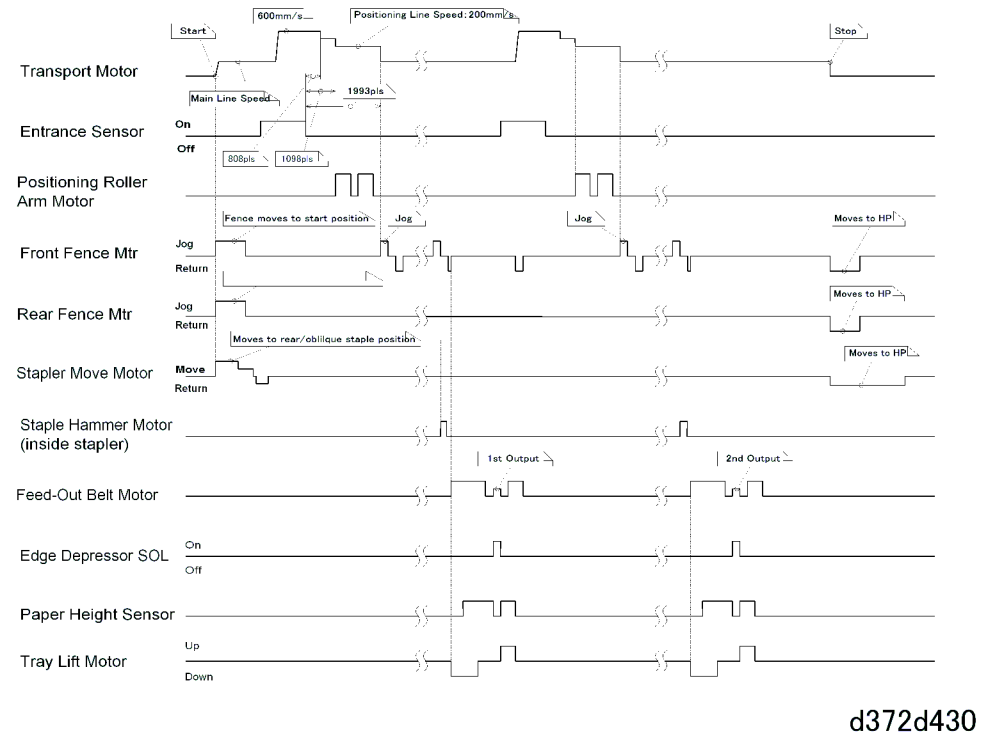 600mm/s
Positioning Line Speed: 200mm/s
Start
Stop
Transport Motor
Main Line Speed
1993pls
Entrance Sensor
On
Off
808pls
1098pls
Positioning Roller
Arm Motor
Fence moves to start position
Jog
Jog
Moves to HP
Front Fence Mtr
Jog
Return
Moves to HP
Rear Fence Mtr
Jog
Return
Moves to rear/oblilque staple position
Moves to HP
Stapler Move Motor
Move
Return
Staple Hammer Motor
(inside stapler)
1st Output
2nd Output
Feed-Out Belt Motor
Edge Depressor SOL
On
Off
Paper Height Sensor
Tray Lift Motor
Up
Down
d372d430